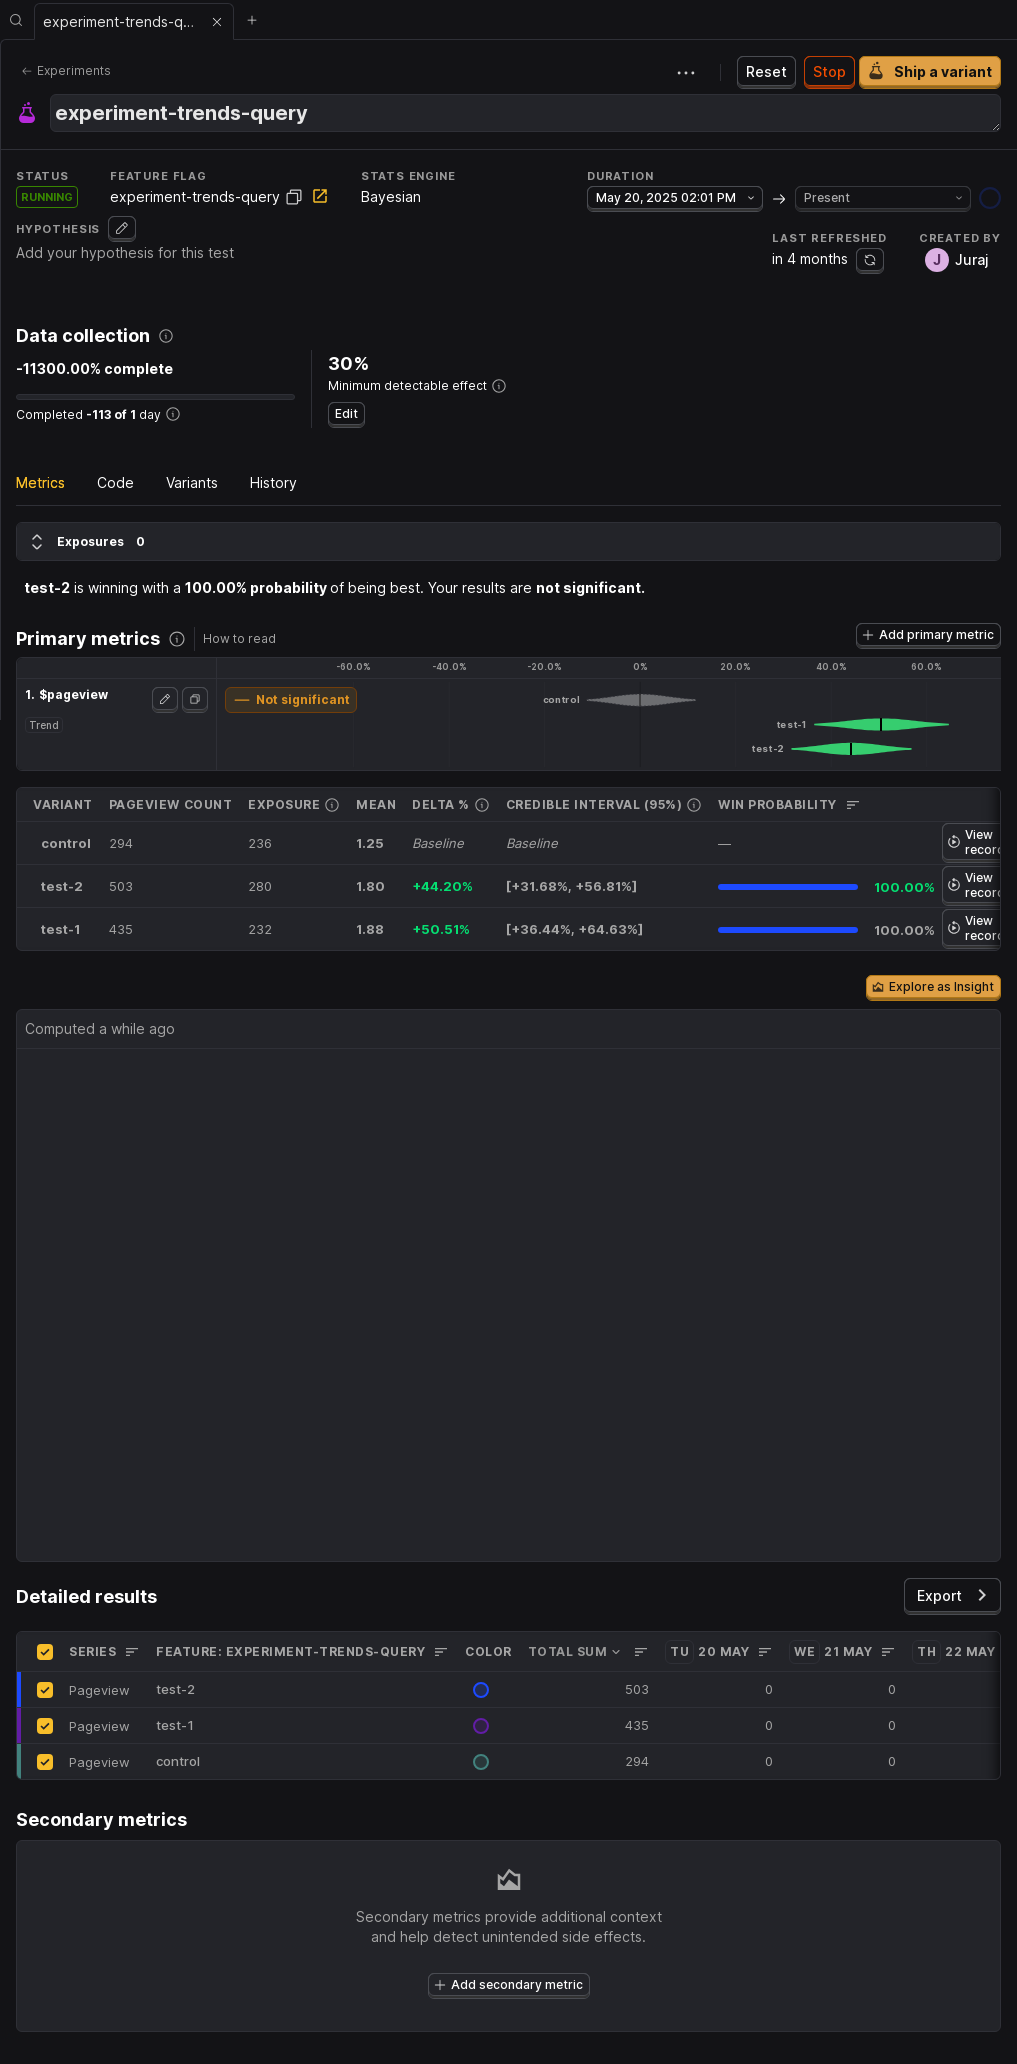 experiment-trends-q...
Experiments
Reset
Stop
Ship a variant
experiment-trends-query
STATUS
FEATURE FLAG
STATS ENGINE
DURATION
RUNNING
experiment-trends-query
Bayesian
May 20, 2025 02:01 PM
Present
HYPOTHESIS
Add your hypothesis for this test
LAST REFRESHED
CREATED BY
in 4 months
J
Juraj
Data collection
-11300.00% complete
Completed -113 of 1 day
30%
Minimum detectable effect
Edit
Metrics
Code
Variants
History
Exposures 0
test-2 is winning with a 100.00% probability of being best. Your results are not significant.
Primary metrics
How to read
Add primary metric
-60.0% -40.0% -20.0% 0% 20.0% 40.0% 60.0%
1. $pageview
Trend
Not significant
control
test-1
test-2
VARIANT PAGEVIEW COUNT EXPOSURE MEAN DELTA % CREDIBLE INTERVAL (95%) WIN PROBABILITY
control 294 236 1.25 Baseline Baseline — View
test-2 503 280 1.80 +44.20% [+31.68%, +56.81%] 100.00% View
test-1 435 232 1.88 +50.51% [+36.44%, +64.63%] 100.00% View
Explore as Insight
Computed a while ago
Detailed results
Export
SERIES FEATURE: EXPERIMENT-TRENDS-QUERY COLOR TOTAL SUM TU 20 MAY WE 21 MAY TH 22 MAY
Pageview test-2 503 0 0
Pageview test-1 435 0 0
Pageview control 294 0 0
Secondary metrics
Secondary metrics provide additional context
and help detect unintended side effects.
Add secondary metric